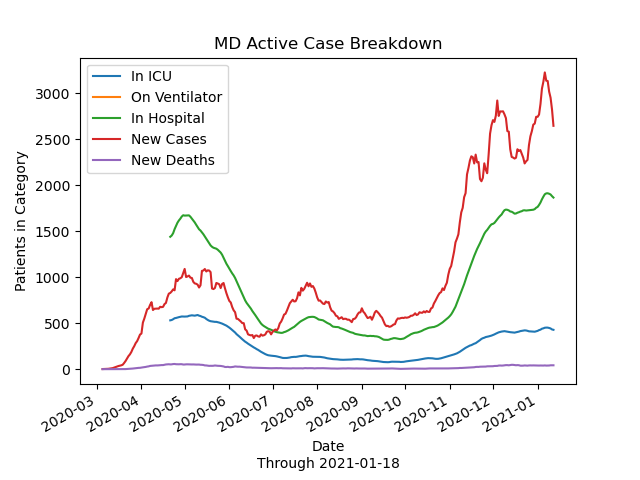 MD Active Case Breakdown
In ICU
On Ventilator
In Hospital
New Cases
New Deaths
Patients in Category
3000
2500
2000
1500
1000
500
0
2020-03
2020-04
2020-05
2020-06
2020-07
2020-08
2020-09
2020-10
2020-11
2020-12
2021-01
Date
Through 2021-01-18